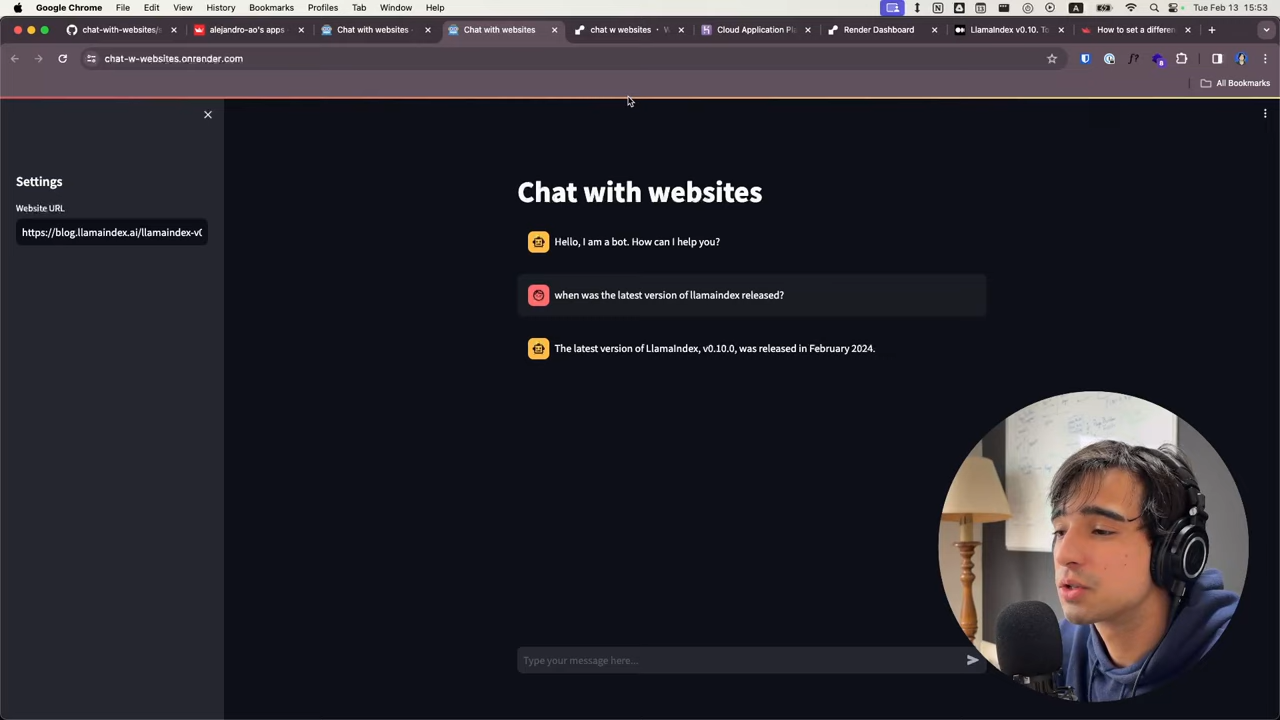 Google Chrome File Edit View History Bookmarks Profiles Tab Window Help Tue Feb 13 15:53
chat-with-websites/s alejandro-ao's apps Chat with websites Chat with websites chat w websites · W Cloud Application Pl Render Dashboard LlamaIndex v0.10. To How to set a differen
chat-w-websites.onrender.com
All Bookmarks
Settings
Website URL
https://blog.llamaindex.ai/llamaindex-v0
Chat with websites
Hello, I am a bot. How can I help you?
when was the latest version of llamaindex released?
The latest version of LlamaIndex, v0.10.0, was released in February 2024.
Type your message here...